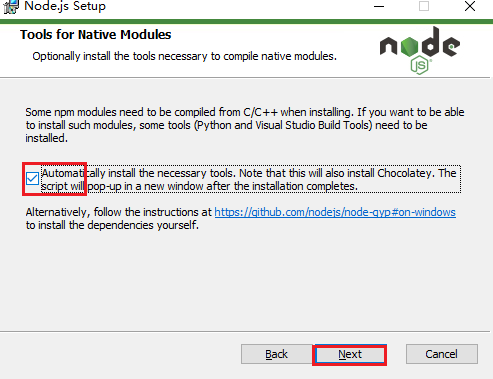 Node.js Setup
Tools for Native Modules
Optionally install the tools necessary to compile native modules.
node
JS
Some npm modules need to be compiled from C/C++ when installing. If you want to be able
to install such modules, some tools (Python and Visual Studio Build Tools) need to be
installed.
Automatically install the necessary tools. Note that this will also install Chocolatey. The
script will pop-up in a new window after the installation completes.
Alternatively, follow the instructions at https://github.com/nodejs/node-gyp#on-windows
to install the dependencies yourself.
Back Next Cancel